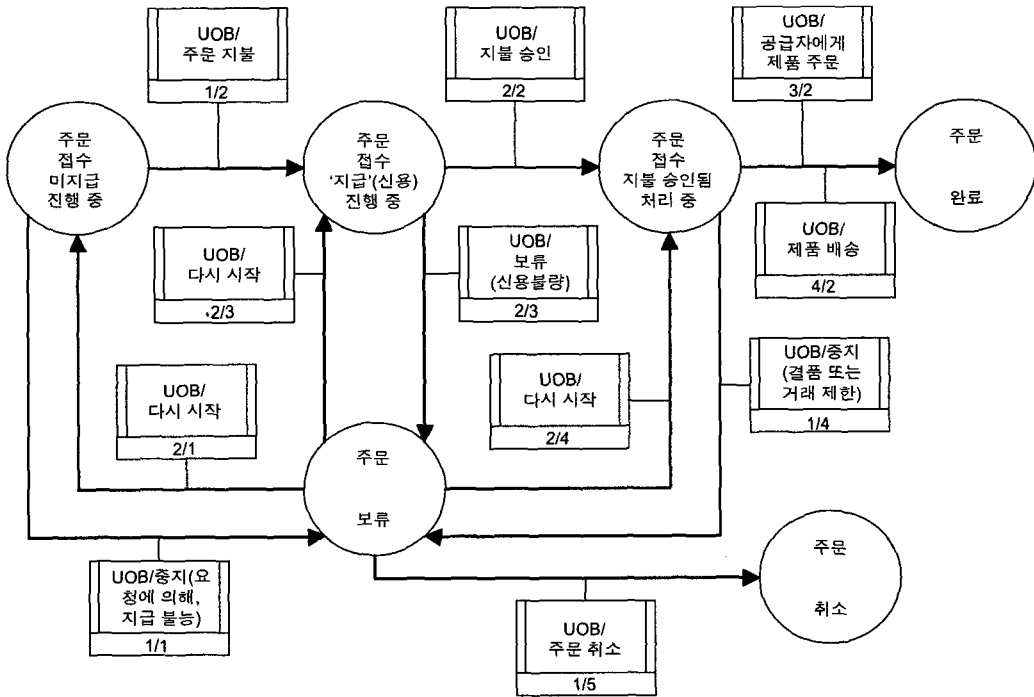 UOB/
주문 지불
1/2
UOB/
지불 승인
2/2
UOB/
공급자에게
제품 주문
3/2
주문
접수
미지급
진행 중
주문
접수
'지급'(신용)
진행 중
주문
접수
지불 승인됨
처리 중
주문
완료
UOB/
다시 시작
2/3
UOB/
보류
(신용불량)
2/3
UOB/
제품 배송
4/2
UOB/
다시 시작
2/1
UOB/
다시 시작
2/4
UOB/중지
(결품 또는
거래 제한)
1/4
주문
보류
주문
취소
UOB/중지(요
청에 의해,
지급 불능)
1/1
UOB/
주문 취소
1/5